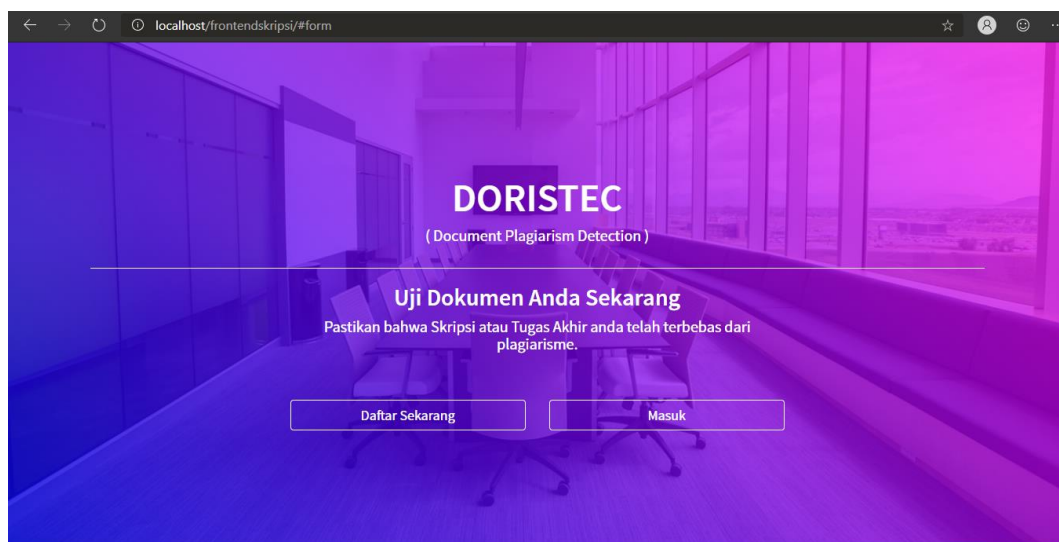 localhost/frontendskripsi/#form
DORISTEC
( Document Plagiarism Detection )
Uji Dokumen Anda Sekarang
Pastikan bahwa Skripsi atau Tugas Akhir anda telah terbebas dari
plagiarisme.
Daftar Sekarang
Masuk